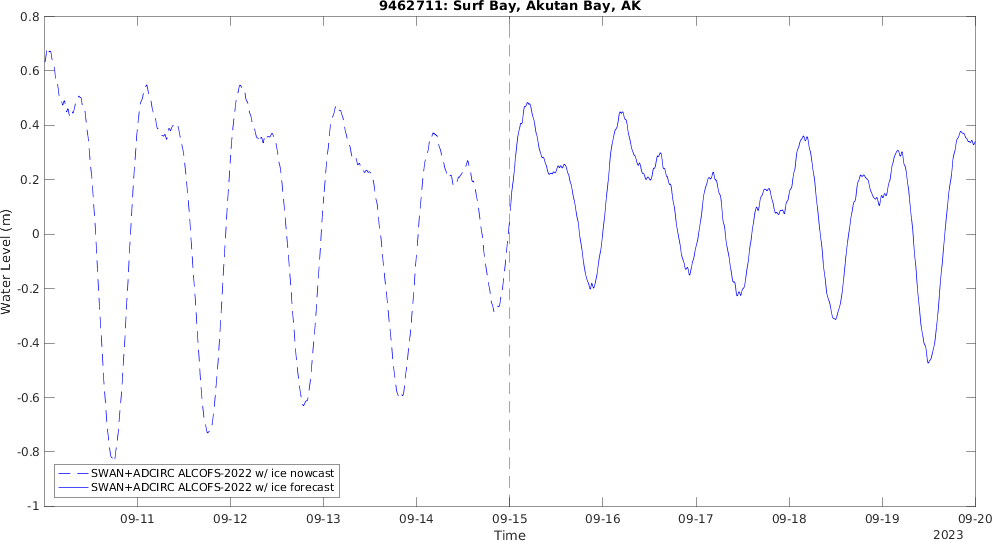 9462711: Surf Bay, Akutan Bay, AK
Water Level (m)
0.8
0.6
0.4
0.2
0
-0.2
-0.4
-0.6
-0.8
-1
SWAN+ADCIRC ALCOFS-2022 w/ ice nowcast
SWAN+ADCIRC ALCOFS-2022 w/ ice forecast
09-11 09-12 09-13 09-14 09-15 09-16 09-17 09-18 09-19 09-20
Time
2023